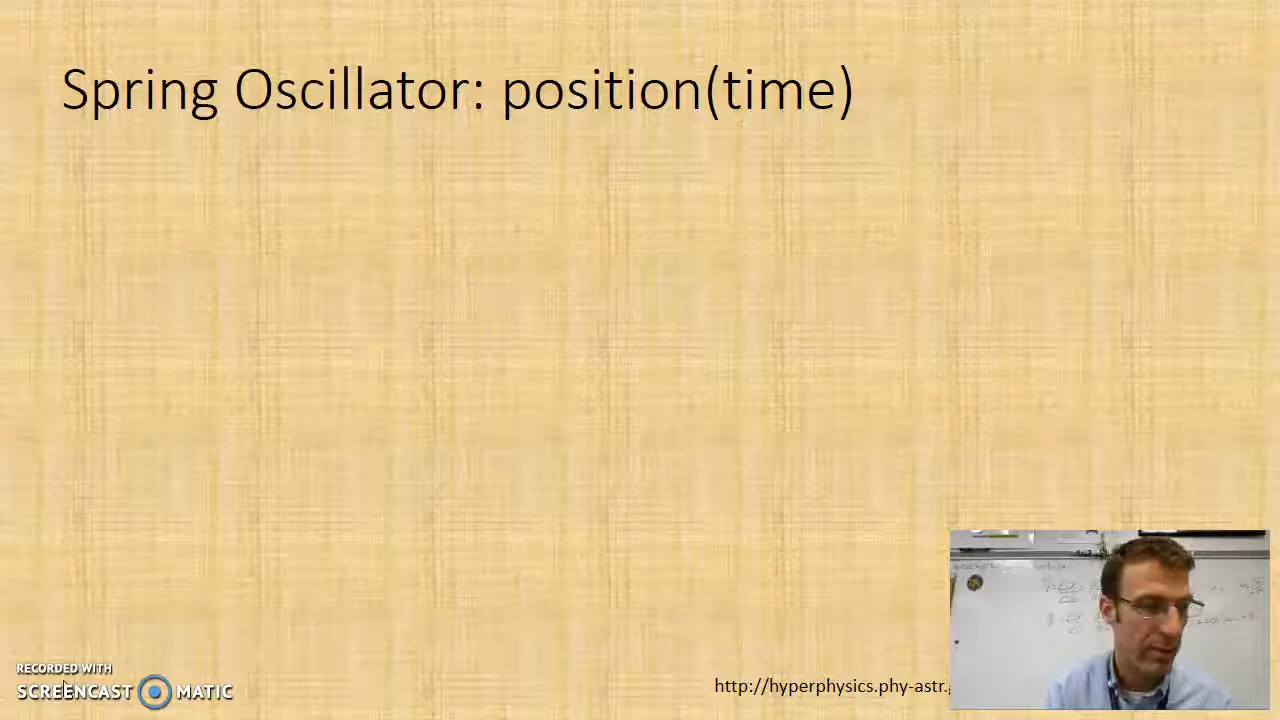 Spring Oscillator: position(time)
RECORDED WITH
SCREENCAST MATIC
http://hyperphysics.phy-astr.g